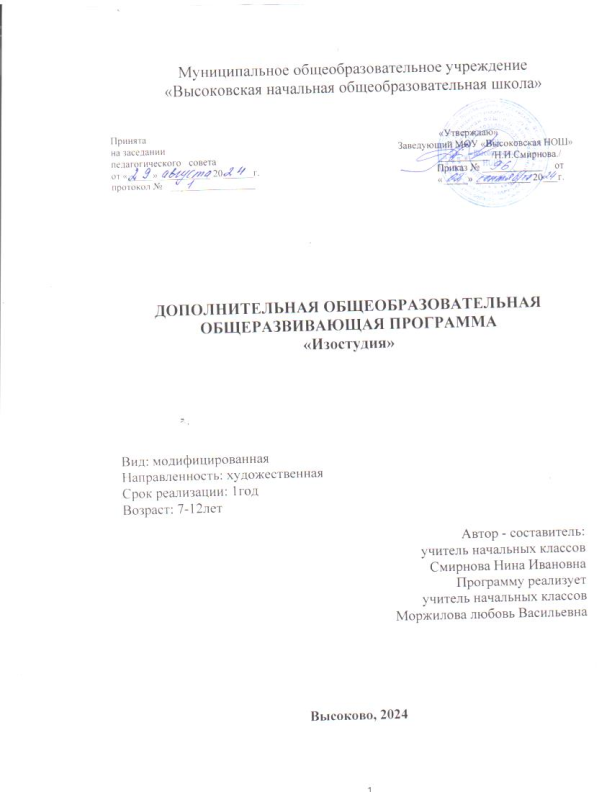 Муниципальное общеобразовательное учреждение
«Высоковская начальная общеобразовательная школа»
Принята
на заседании
педагогического совета
от «29» августа 2024 г.
протокол № 1
«Утверждаю»
Заведующий МОУ «Высоковская НОШ»
/Н.И.Смирнова./
Приказ № 96 от
« » сентября 2024 г.
ДОПОЛНИТЕЛЬНАЯ ОБЩЕОБРАЗОВАТЕЛЬНАЯ
ОБЩЕРАЗВИВАЮЩАЯ ПРОГРАММА
«Изостудия»
Вид: модифицированная
Направленность: художественная
Срок реализации: 1год
Возраст: 7-12лет
Автор - составитель:
учитель начальных классов
Смирнова Нина Ивановна
Программу реализует
учитель начальных классов
Моржилова любовь Васильевна
Высоково, 2024
1